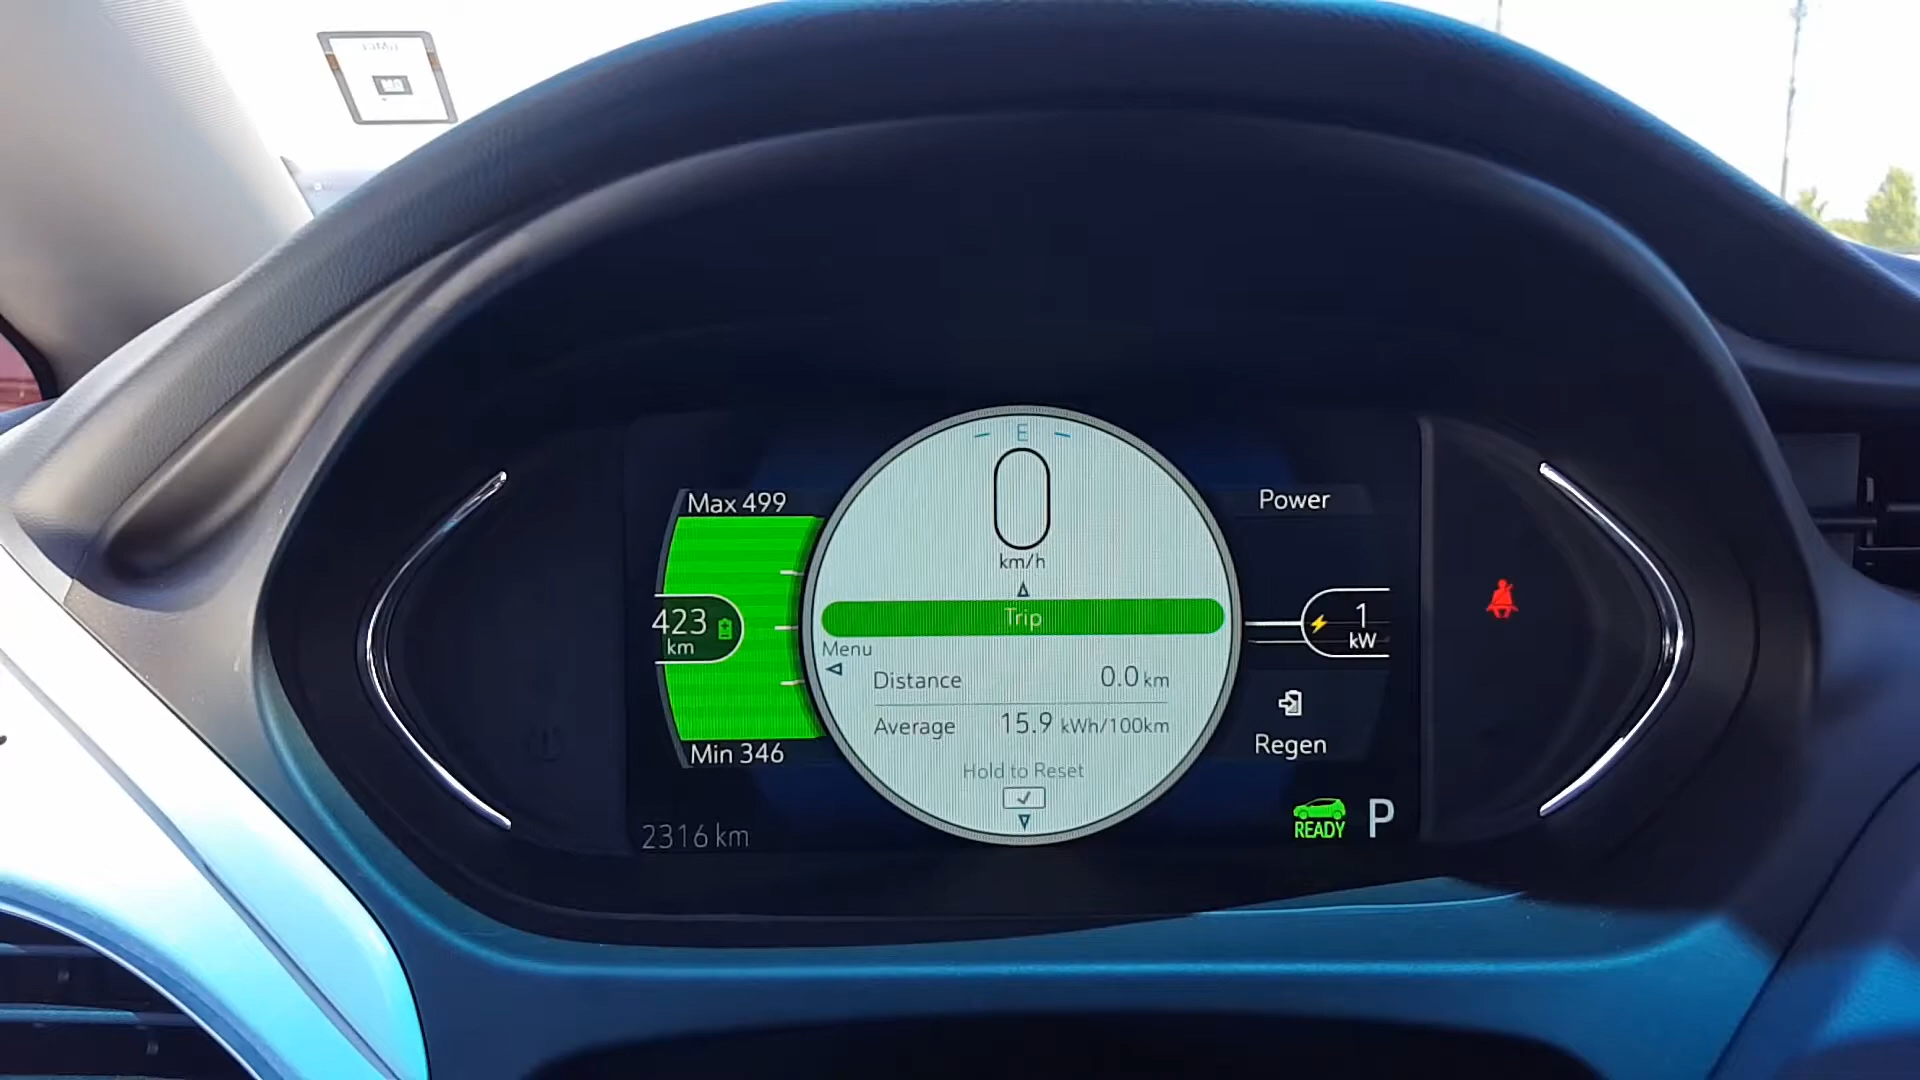 E
0
km/h
Max 499
423
km
Min 346
2316 km
Trip
Menu
Distance 0.0 km
Average 15.9 kWh/100km
Hold to Reset
Power
1
kW
Regen
READY
P